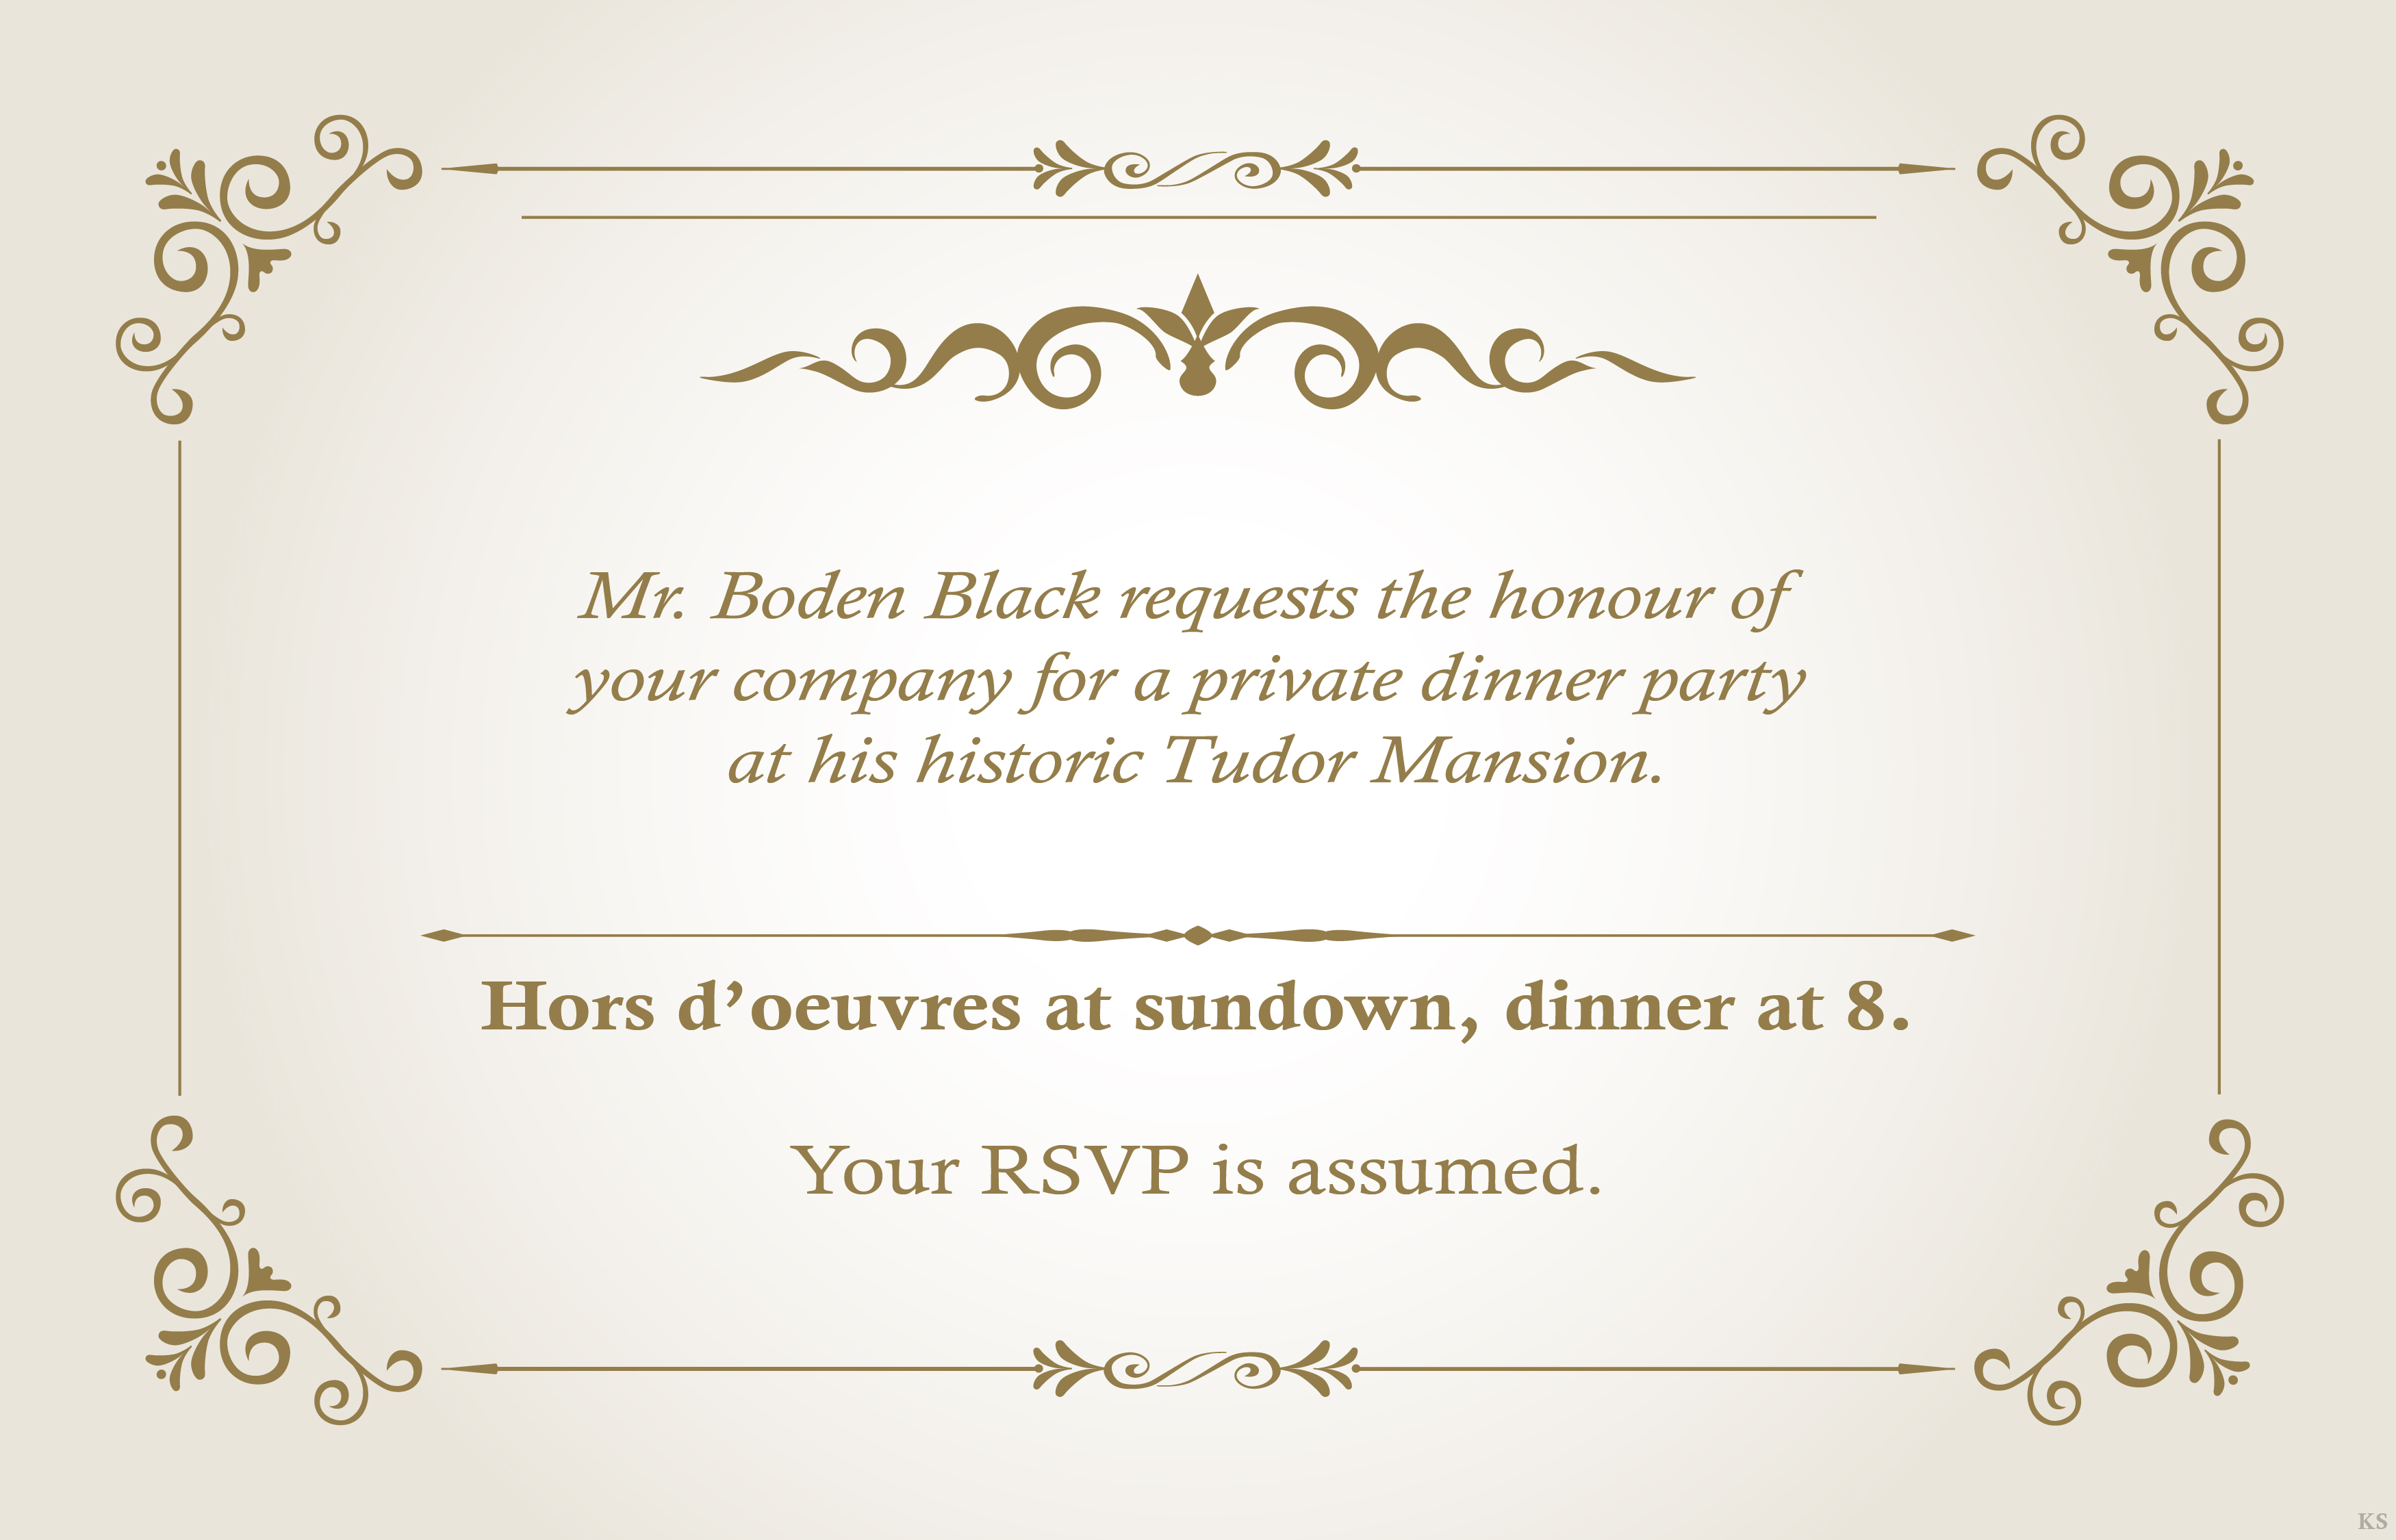 Mr. Boden Black requests the honour of
your company for a private dinner party
at his historic Tudor Mansion.
Hors d’oeuvres at sundown, dinner at 8.
Your RSVP is assumed.
KS